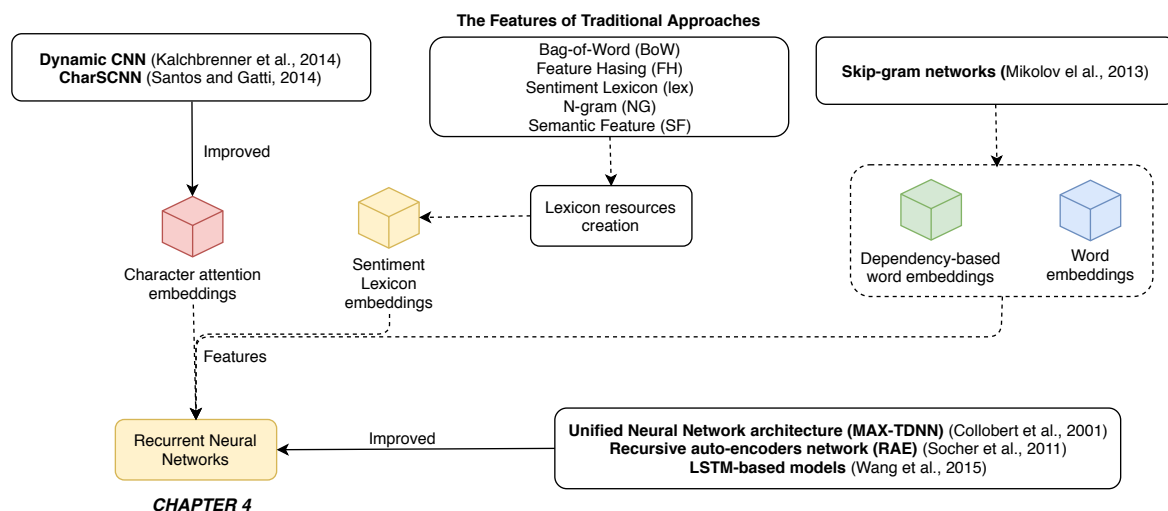 The Features of Traditional Approaches
Dynamic CNN (Kalchbrenner et al., 2014)
CharSCNN (Santos and Gatti, 2014)
Bag-of-Word (BoW)
Feature Hasing (FH)
Sentiment Lexicon (lex)
N-gram (NG)
Semantic Feature (SF)
Skip-gram networks (Mikolov el al., 2013
Improved
Lexicon resources
creation
Character attention
embeddings
Sentiment
Lexicon
embeddings
Dependency-based
word embeddings
Word
embeddings
Features
Recurrent Neural
Networks
Improved
Unified Neural Network architecture (MAX-TDNN) (Collobert et al., 2001)
Recursive auto-encoders network (RAE) (Socher et al., 2011)
LSTM-based models (Wang et al., 2015)
CHAPTER 4